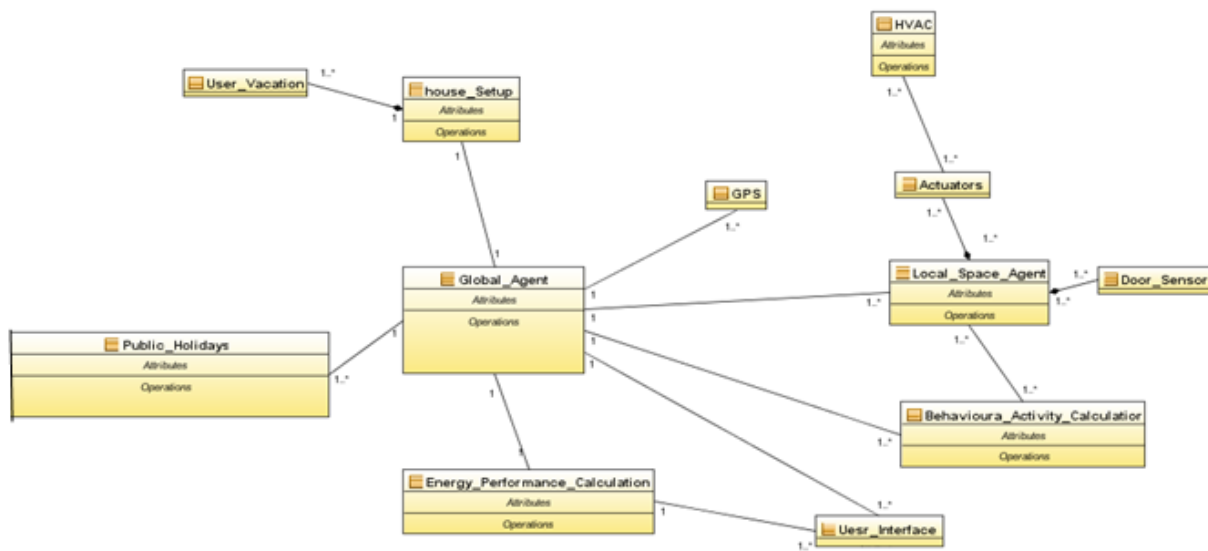 HVAC
Attributes
Operations
1..*
User_Vacation
1..*
house_Setup
1
Attributes
Operations
1
1..*
Actuators
1..*
GPS
1..*
1..*
1
Global_Agent
Attributes
Operations
1
1
1
1
1
Local_Space_Agent
Attributes
Operations
1..*
1..*
1..*
Door_Sensor
1..*
1..*
Public_Holidays
Attributes
Operations
1..*
1
1..*
Behavioura_Activity_Calculatior
Attributes
Operations
1..*
1
Energy_Performance_Calculation
Attributes
Operations
1
1..*
Uesr_Interface
1..*